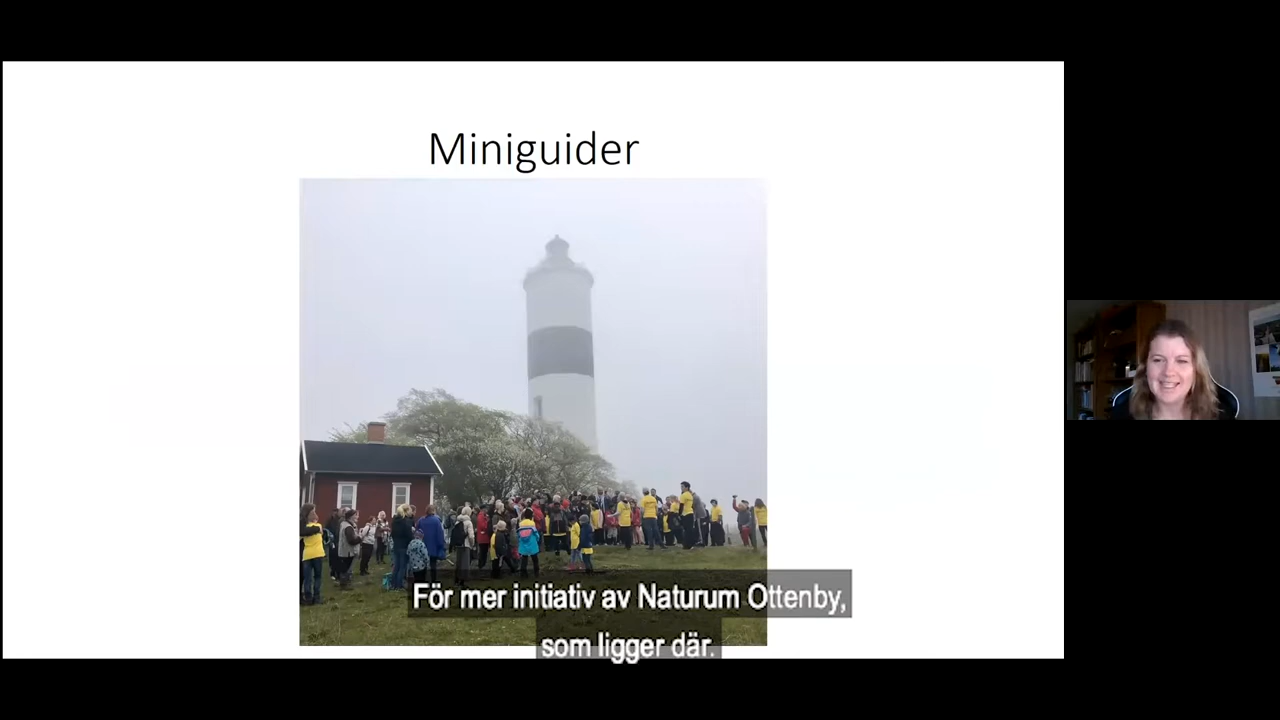 Miniguider
För mer initiativ av Naturum Ottenby,
som ligger där.